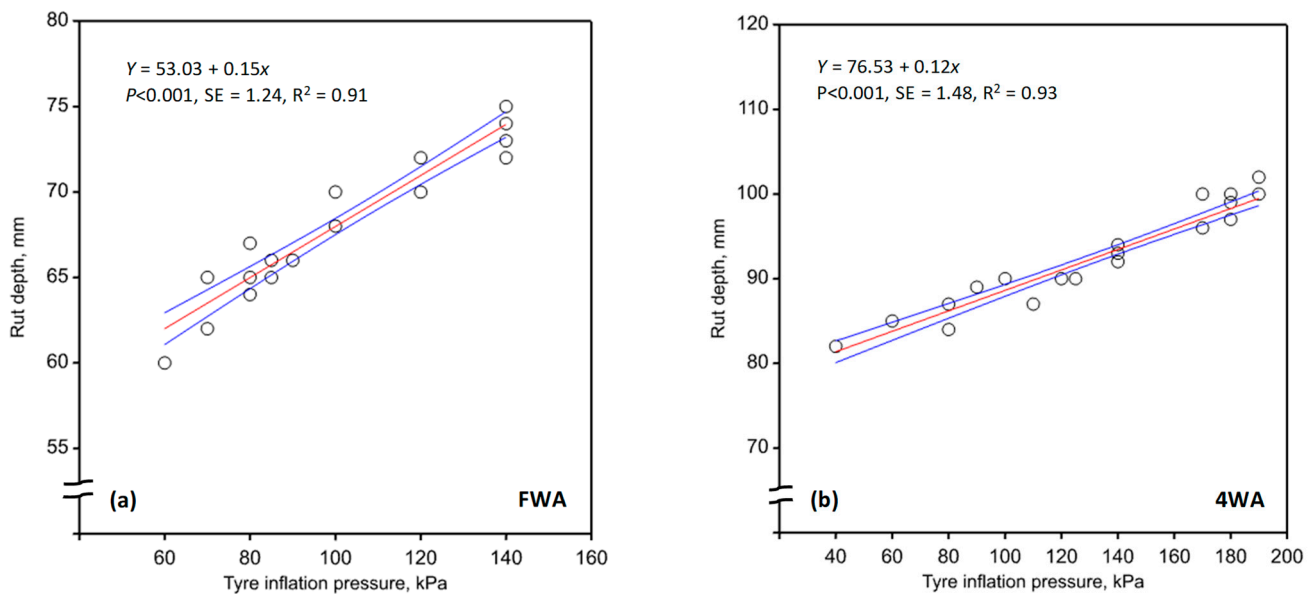 80
75
70
65
60
55
Rut depth, mm
Y = 53.03 + 0.15x
P<0.001, SE = 1.24, R² = 0.91
(a)
FWA
60 80 100 120 140 160
Tyre inflation pressure, kPa
120
110
100
90
80
70
Rut depth, mm
Y = 76.53 + 0.12x
P<0.001, SE = 1.48, R² = 0.93
(b)
4WA
40 60 80 100 120 140 160 170 180 190 200
Tyre inflation pressure, kPa